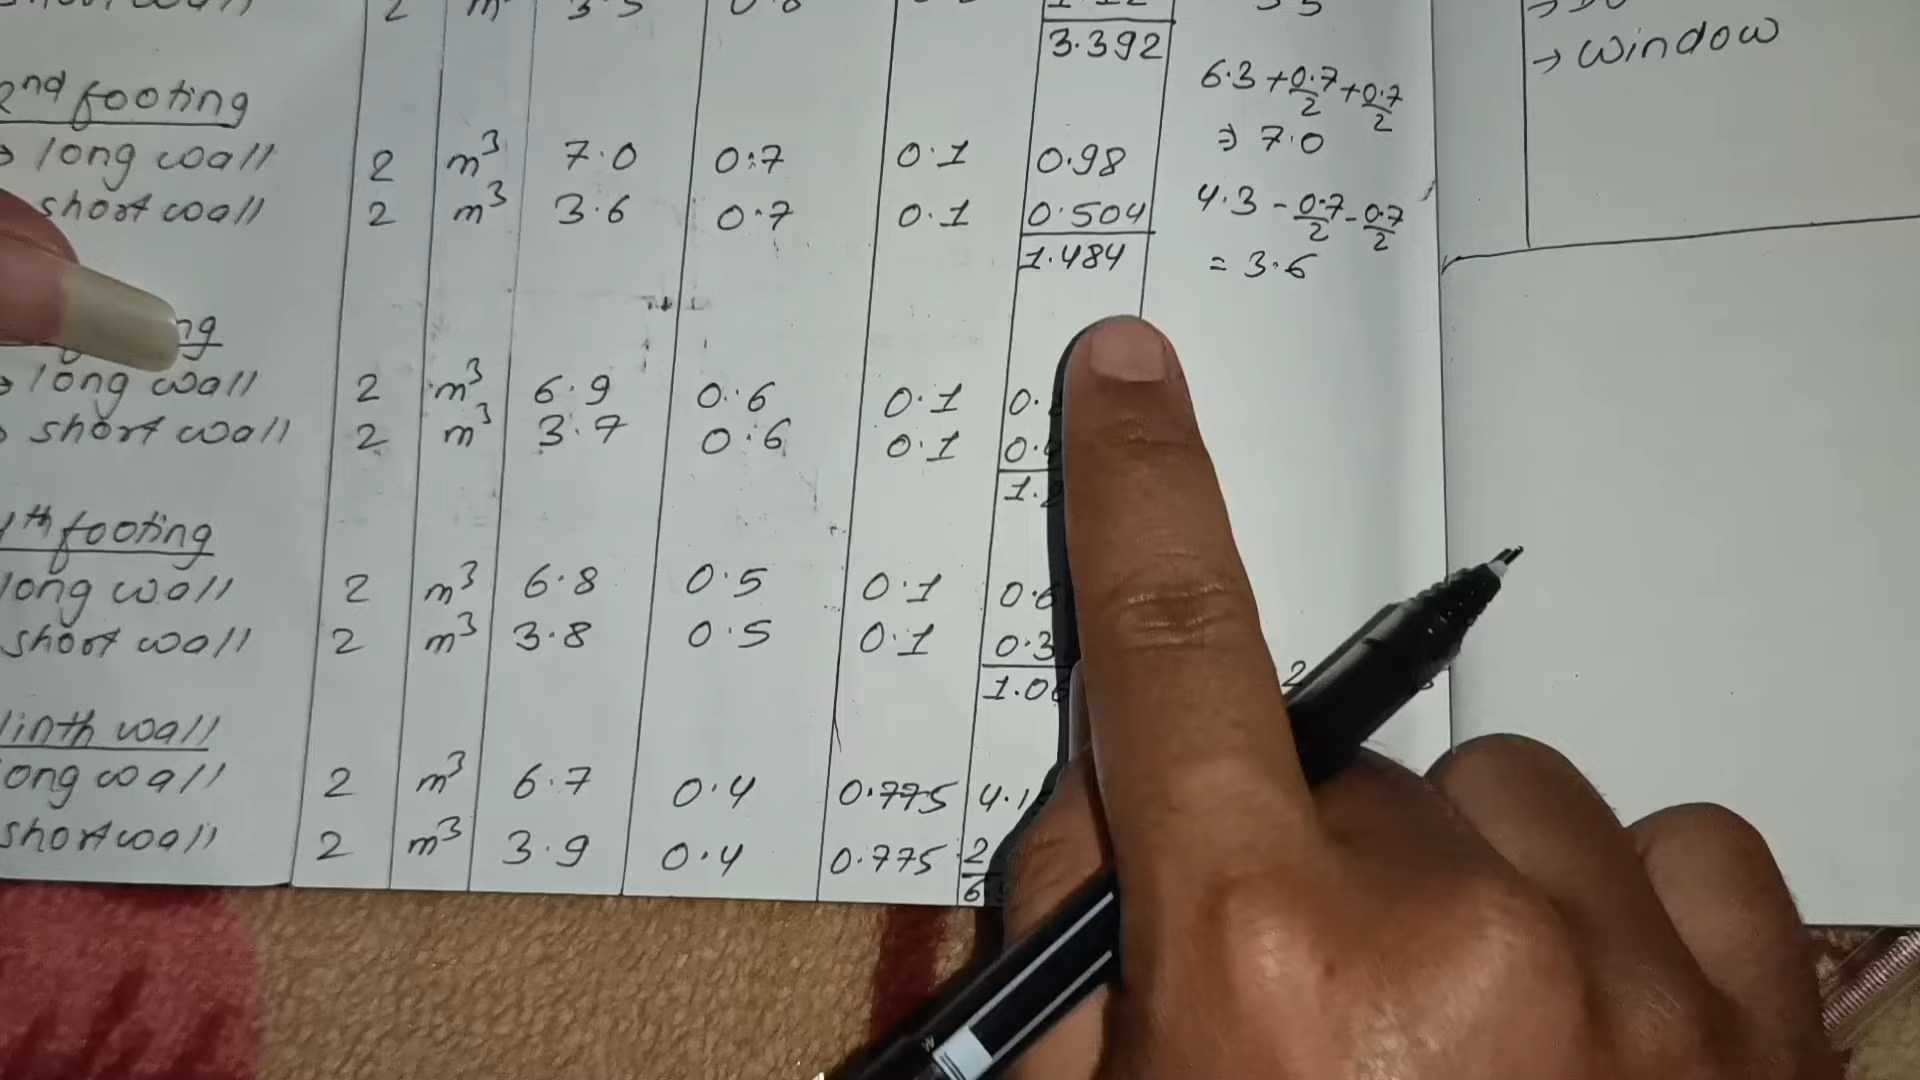 3.392
→ window
6.3 + 0.7/2 + 0.7/2
⇒ 7.0
2nd footing
long wall 2 m³ 7.0 0.7 0.1 0.98
short wall 2 m³ 3.6 0.7 0.1 0.504
1.484
4.3 - 0.7/2 - 0.7/2
= 3.6
long wall 2 m³ 6.9 0.6 0.1
short wall 2 m³ 3.7 0.6 0.1
footing
long wall 2 m³ 6.8 0.5 0.1
short wall 2 m³ 3.8 0.5 0.1
wall
wall 2 m³ 6.7 0.4 0.775
short wall 2 m³ 3.9 0.4 0.775